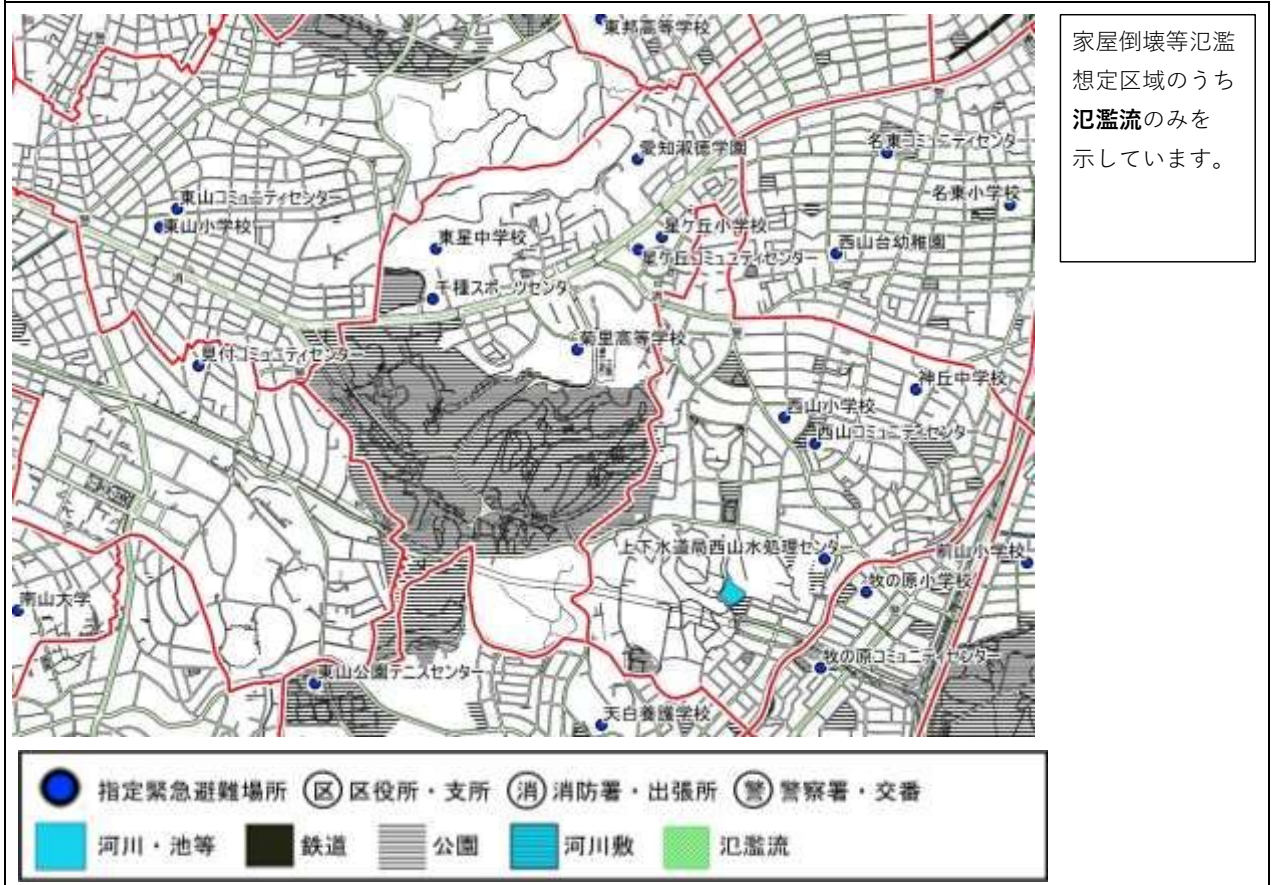 家屋倒壊等氾濫
想定区域のうち
氾濫流のみを
示しています。
東邦高等学校
愛知淑徳学園
名東コミュニティセンター
名東小学校
東山コミュニティセンター
東山小学校
東星中学校
星ケ丘小学校
星ケ丘コミュニティセンター
西山台幼稚園
千種スポーツセンター
菊里高等学校
見付コミュニティセンター
神丘中学校
西山小学校
西山コミュニティセンター
上下水道局西山水処理センター
前山小学校
牧の原小学校
南山大学
牧の原コミュニティセンター
東山公園テニスセンター
天白養護学校
指定緊急避難場所 区 区役所・支所 消 消防署・出張所 警 警察署・交番
河川・池等 鉄道 公園 河川敷 氾濫流